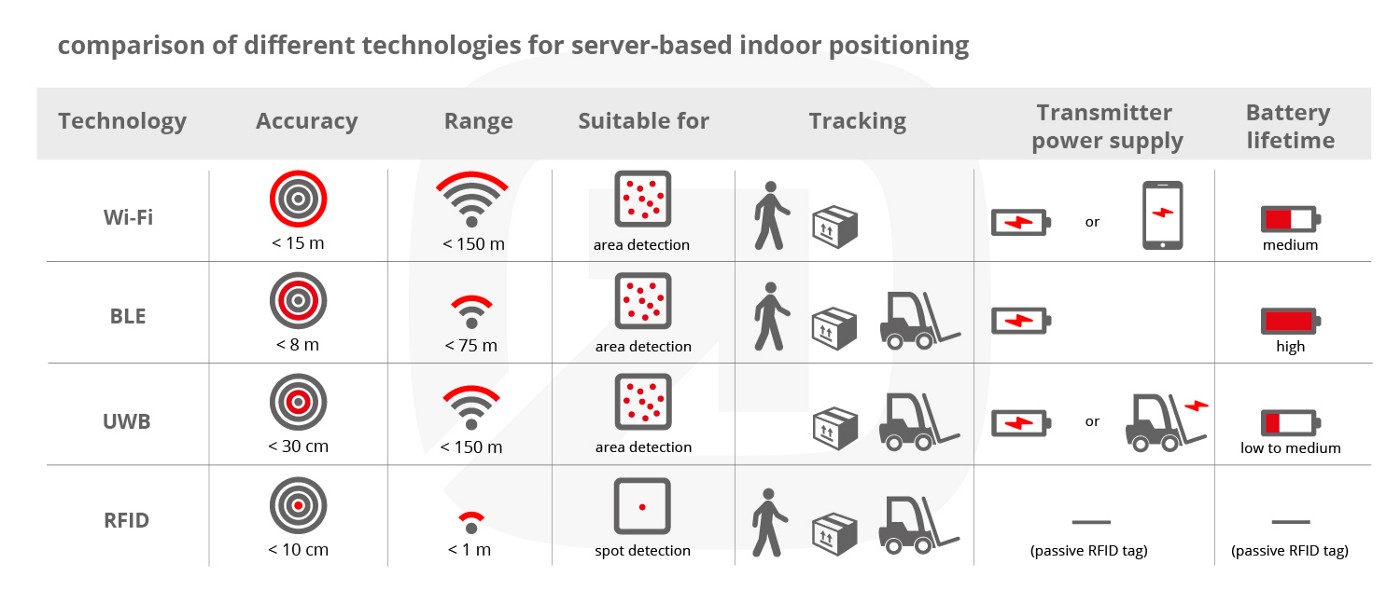 comparison of different technologies for server-based indoor positioning
Technology Accuracy Range Suitable for Tracking Transmitter power supply Battery lifetime
Wi-Fi < 15 m < 150 m area detection or medium
BLE < 8 m < 75 m area detection high
UWB < 30 cm < 150 m area detection or low to medium
RFID < 10 cm < 1 m spot detection (passive RFID tag) (passive RFID tag)